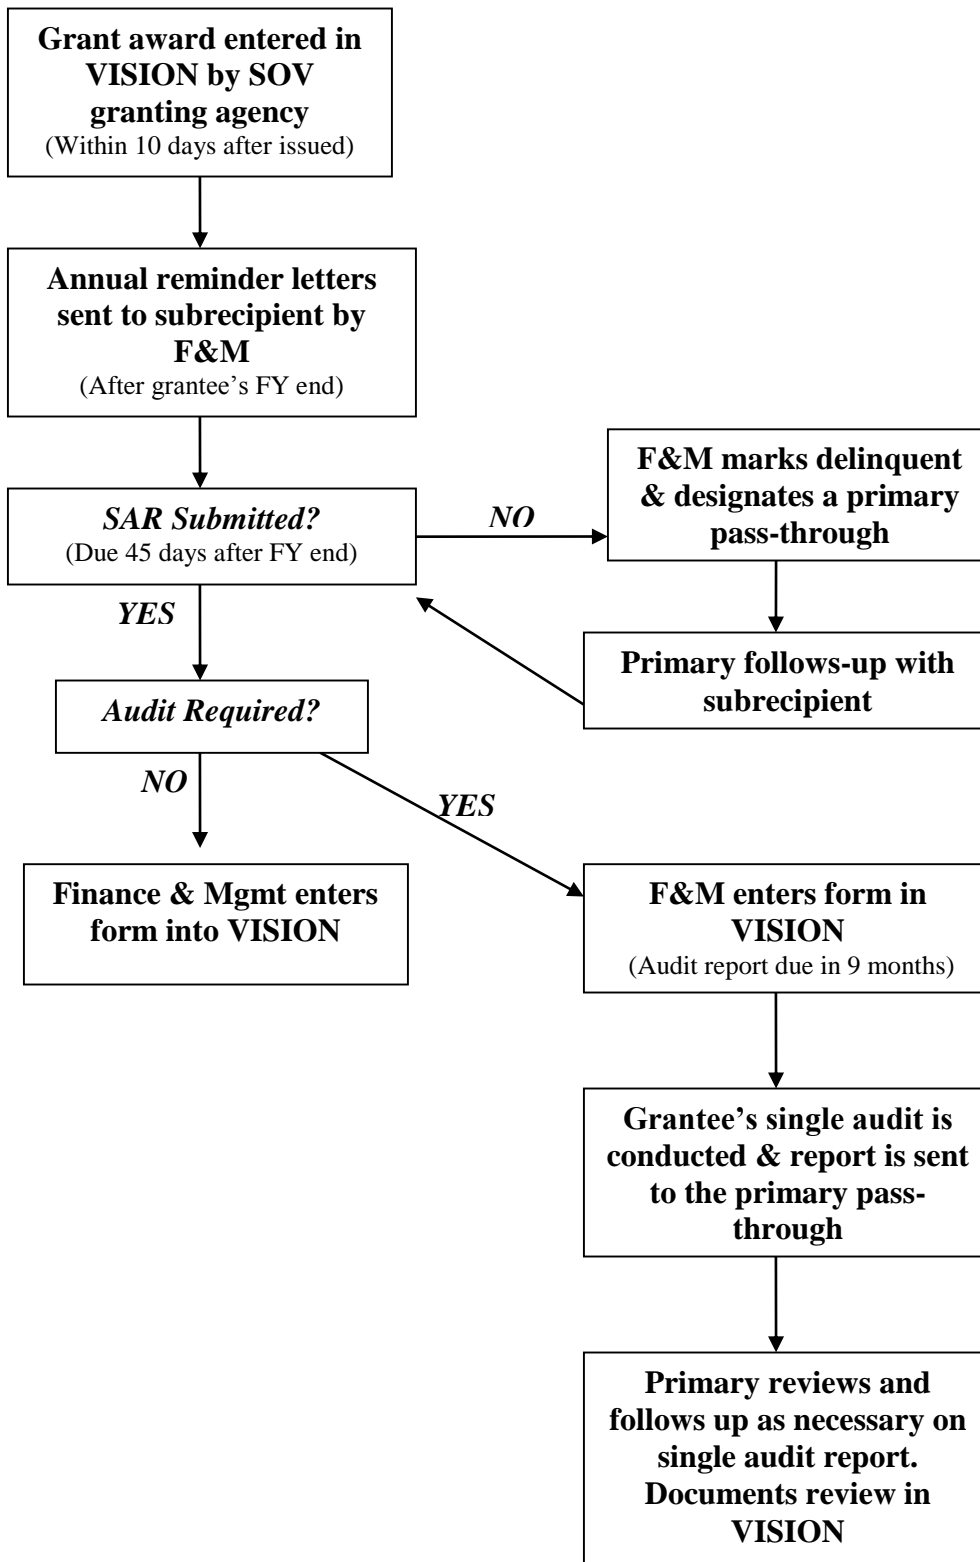 Grant award entered in
VISION by SOV
granting agency
(Within 10 days after issued)
Annual reminder letters
sent to subrecipient by
F&M
(After grantee’s FY end)
SAR Submitted?
(Due 45 days after FY end)
NO
F&M marks delinquent
& designates a primary
pass-through
YES
Primary follows-up with
subrecipient
Audit Required?
NO
YES
Finance & Mgmt enters
form into VISION
F&M enters form in
VISION
(Audit report due in 9 months)
Grantee’s single audit is
conducted & report is sent
to the primary pass-
through
Primary reviews and
follows up as necessary on
single audit report.
Documents review in
VISION